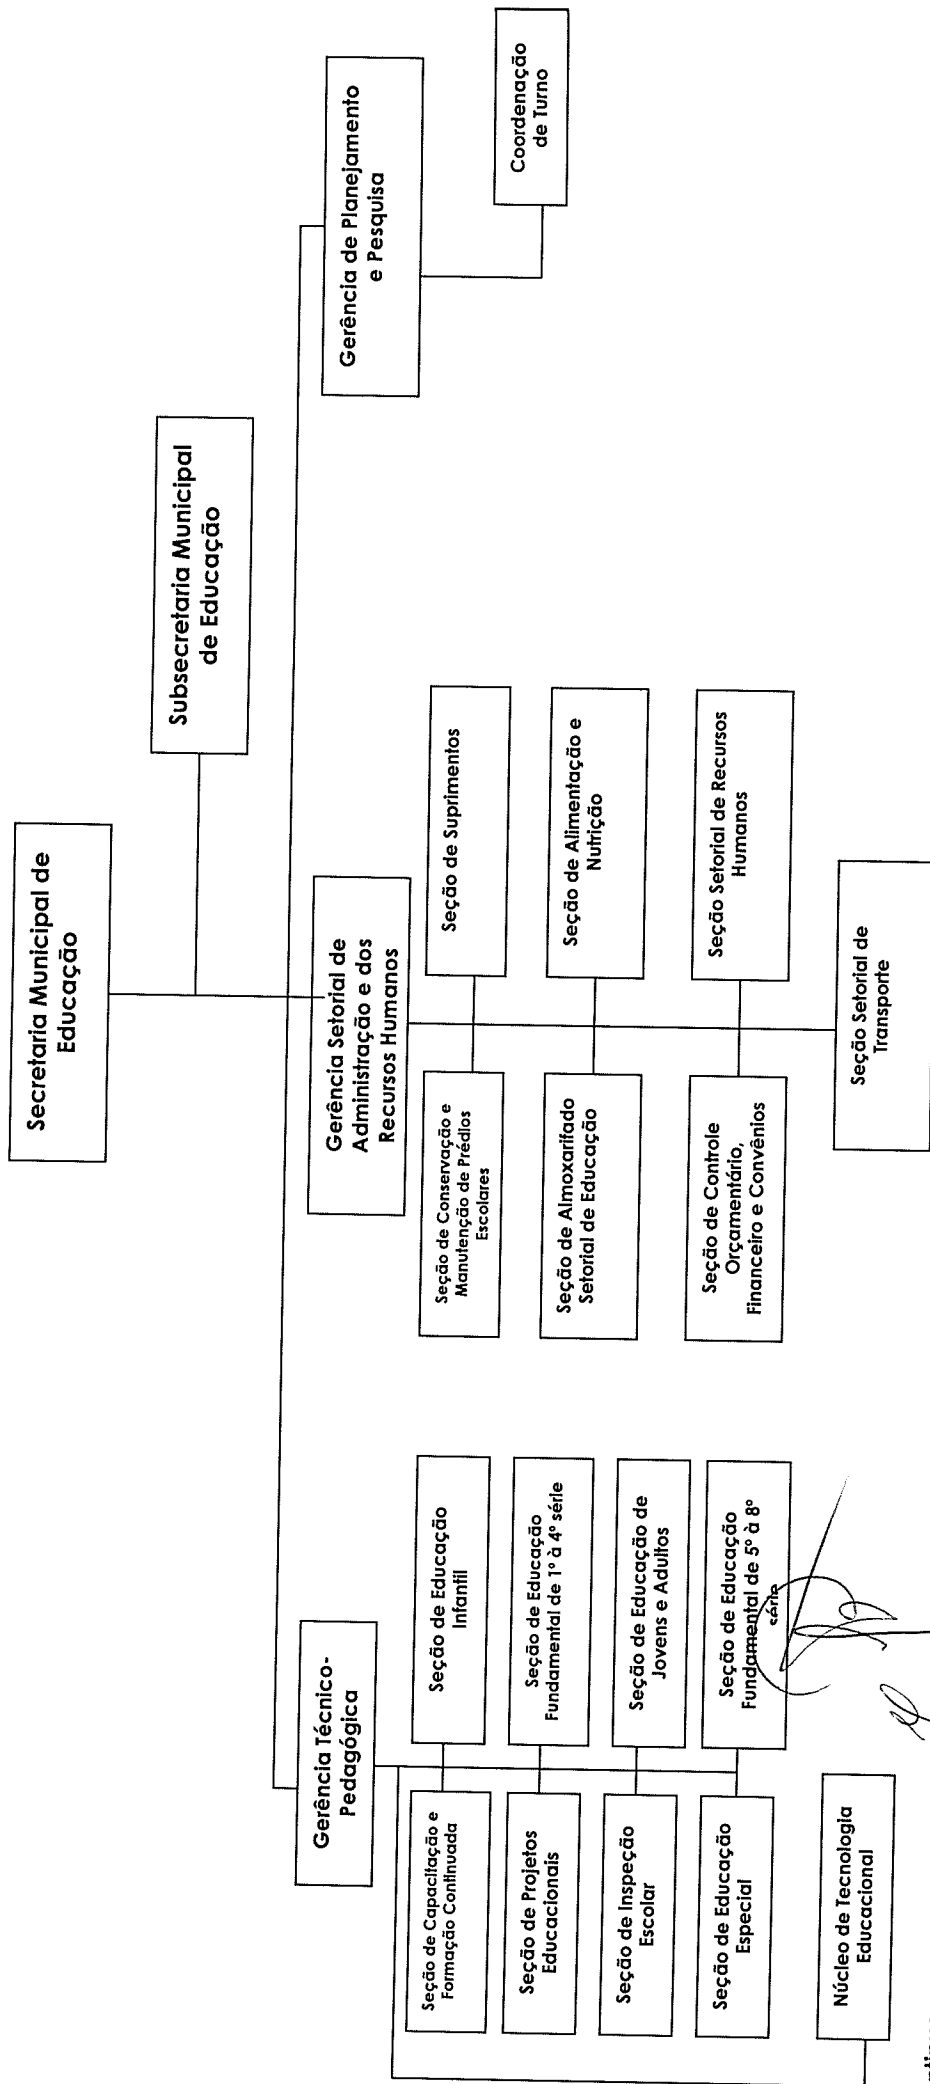 Secretaria Municipal de
Educação
Subsecretaria Municipal
de Educação
Gerência Técnico-
Pedagógica
Seção de Capacitação e
Formação Continuada
Seção de Educação
Infantil
Seção de Projetos
Educacionais
Seção de Educação
Fundamental de 1º à 4º série
Seção de Inspeção
Escolar
Seção de Educação de
Jovens e Adultos
Seção de Educação
Especial
Seção de Educação
Fundamental de 5º à 8º
série
Núcleo de Tecnologia
Educacional
Gerência Setorial de
Administração e dos
Recursos Humanos
Seção de Conservação e
Manutenção de Prédios
Escolares
Seção de Suprimentos
Seção de Almoxarifado
Setorial de Educação
Seção de Alimentação e
Nutrição
Seção de Controle
Orçamentário,
Financeiro e Convênios
Seção Setorial de Recursos
Humanos
Seção Setorial de
Transporte
Gerência de Planejamento
e Pesquisa
Coordenação
de Turno